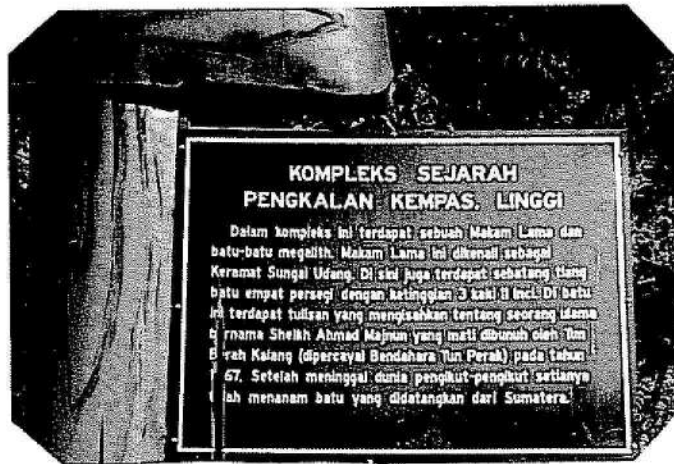 KOMPLEKS SEJARAH
PENGKALAN KEMPAS. LINGGI
Dalam kompleks ini terdapat sebuah Makam Lama dan
batu-batu megalith. Makam Lama ini dikenali sebagai
Keramat Sungai Udang. Di sini juga terdapat sebatang tiang
batu empat persegi dengan ketinggian 3 kaki 11 inci. Di batu
ini terdapat tulisan yang mengisahkan tentang seorang ulama
bernama Sheikh Ahmad Majnun yang mati dibunuh oleh Tun
Kalang (dipercayai Bendahara Tun Perak) pada tahun
67. Setelah meninggal dunia pengikut-pengikut setianya
telah menanam batu yang didatangkan dari Sumatera.